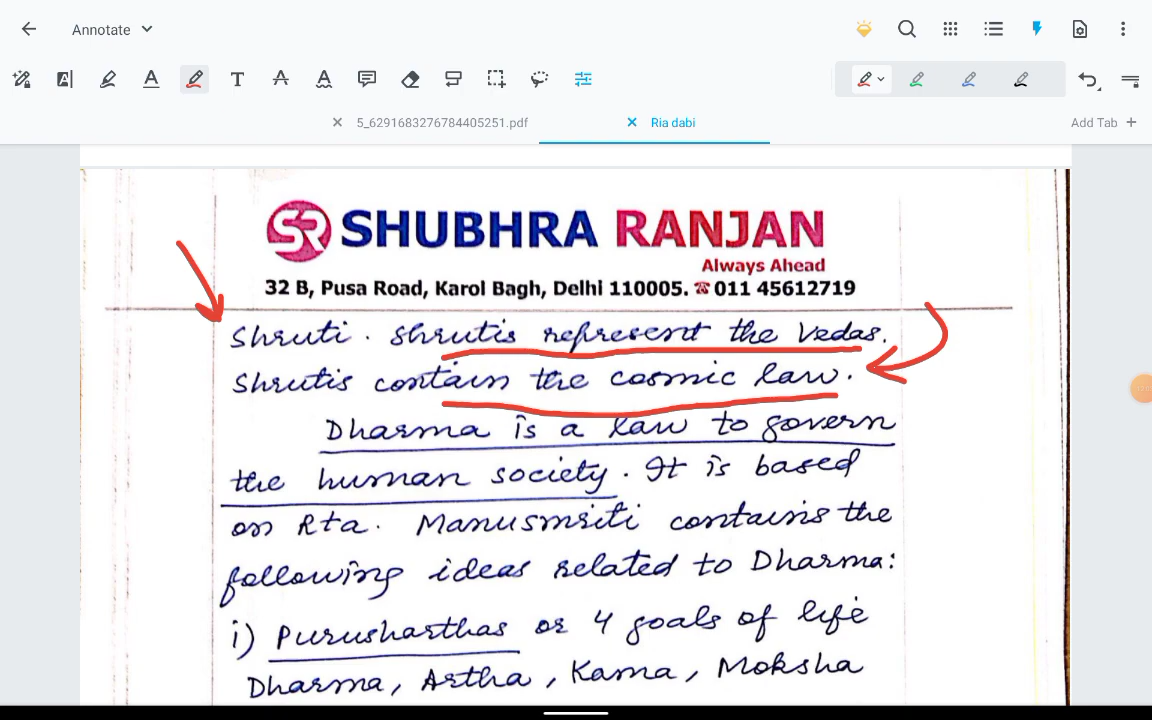 Annotate
5_6291683276784405251.pdf
Ria dabi
Add Tab
SR SHUBHRA RANJAN
Always Ahead
32 B, Pusa Road, Karol Bagh, Delhi 110005. ☎ 011 45612719
Shruti. Shrutis represent the Vedas.
Shrutis contain the cosmic law.
Dharma is a law to govern
the human society. It is based
on Rta. Manusmriti contains the
following ideas related to Dharma:
i) Purusharthas or 4 goals of life
Dharma, Artha, Kama, Moksha